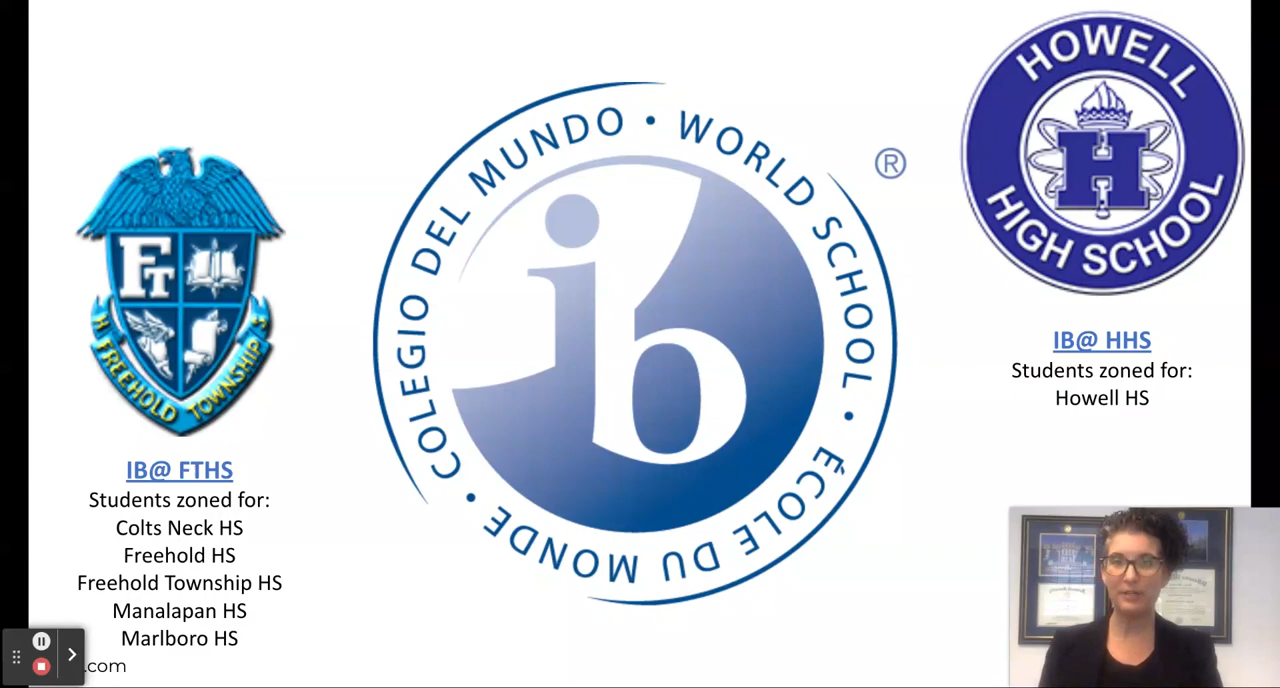 FT
H FREEHOLD TOWNSHIP S
IB@ FTHS
Students zoned for:
Colts Neck HS
Freehold HS
Freehold Township HS
Manalapan HS
Marlboro HS
.com
COLEGIO DEL MUNDO • WORLD SCHOOL • ÉCOLE DU MONDE •
ib
®
HOWELL
H
HIGH SCHOOL
IB@ HHS
Students zoned for:
Howell HS